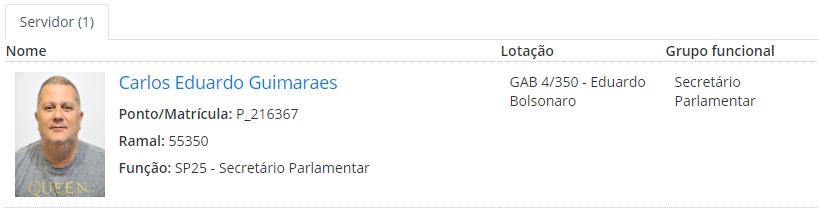 Servidor (1)
Nome Lotação Grupo funcional
Carlos Eduardo Guimaraes
Ponto/Matrícula: P_216367
Ramal: 55350
Função: SP25 - Secretário Parlamentar
QUEEN
GAB 4/350 - Eduardo
Bolsonaro
Secretário
Parlamentar